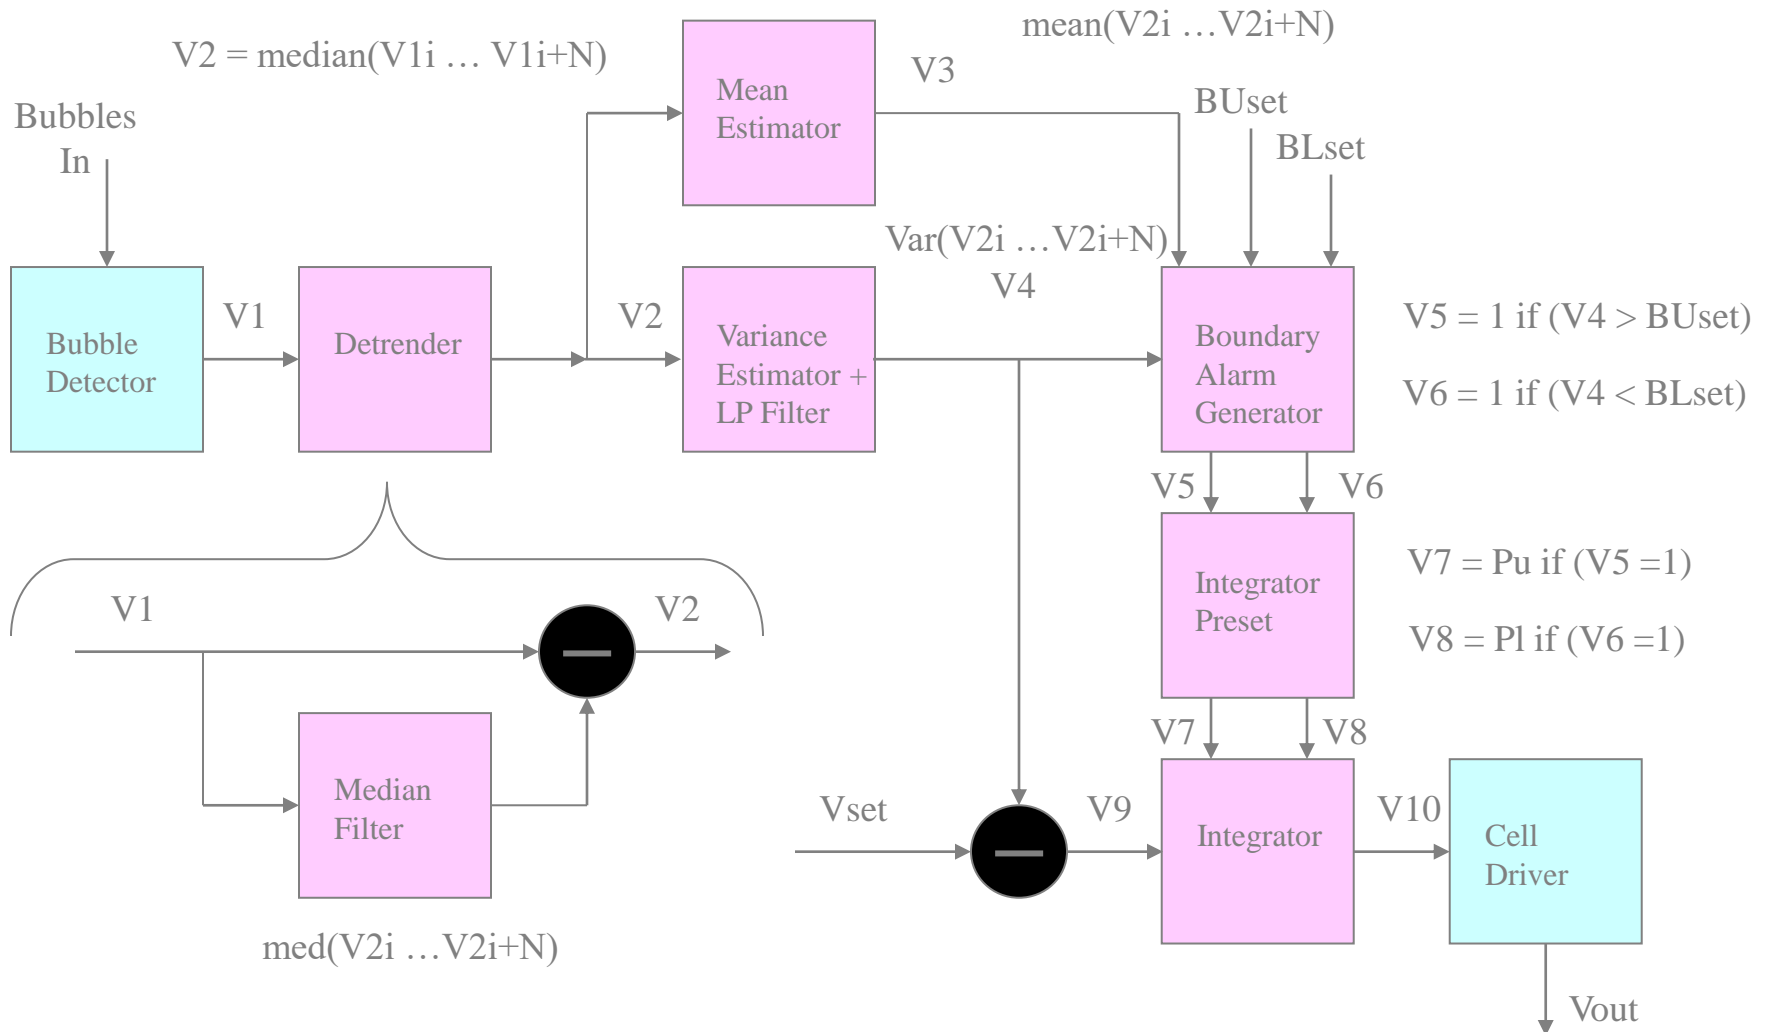 mean(V2i …V2i+N)
V2 = median(V1i … V1i+N)
V3
Mean
Estimator
BUset
BLset
Bubbles
In
Var(V2i …V2i+N)
V4
V1
V2
Bubble
Detector
Detrender
Variance
Estimator +
LP Filter
Boundary
Alarm
Generator
V5 = 1 if (V4 > BUset)
V6 = 1 if (V4 < BLset)
V5
V6
V1
V2
Integrator
Preset
V7 = Pu if (V5 =1)
V8 = Pl if (V6 =1)
V7
V8
Median
Filter
Vset
V9
Integrator
V10
Cell
Driver
med(V2i …V2i+N)
Vout